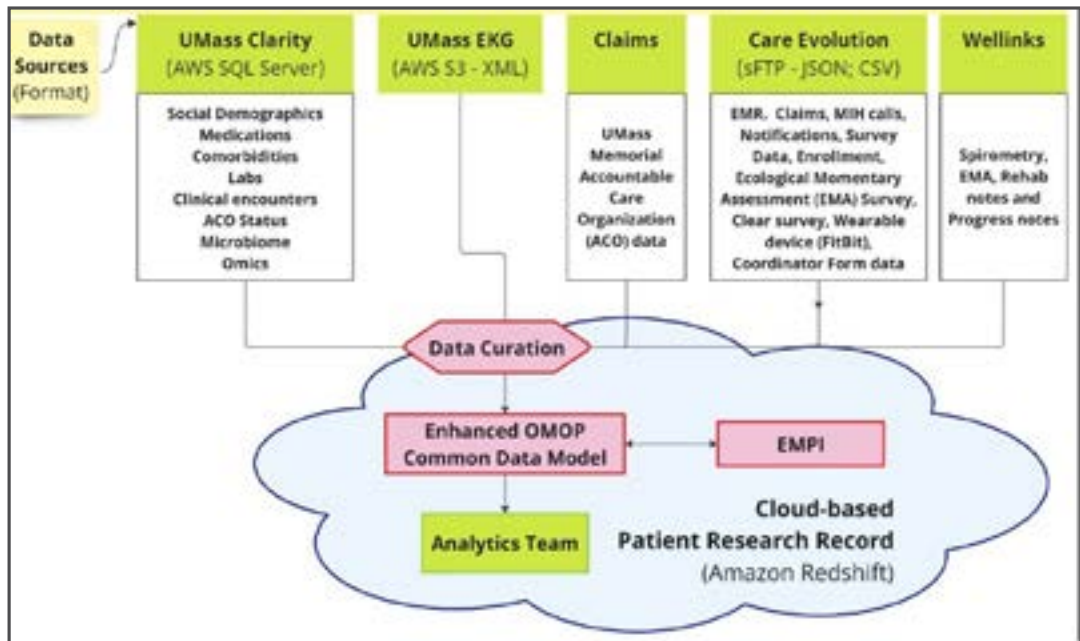 Data
Sources
(Format)
UMass Clarity
(AWS SQL Server)
Social Demographics
Medications
Comorbidities
Labs
Clinical encounters
ACO Status
Microbiome
Omics
UMass EKG
(AWS S3 - XML)
Claims
UMass
Memorial
Accountable
Care
Organization
(ACO) data
Care Evolution
(sFTP - JSON; CSV)
EMR, Claims, MIH calls,
Notifications, Survey
Data, Enrollment,
Ecological Momentary
Assessment (EMA) Survey,
Clear survey, Wearable
device (FitBit),
Coordinator Form data
Wellinks
Spirometry,
EMA, Rehab
notes and
Progress notes
Data Curation
Enhanced OMOP
Common Data Model
EMPI
Analytics Team
Cloud-based
Patient Research Record
(Amazon Redshift)